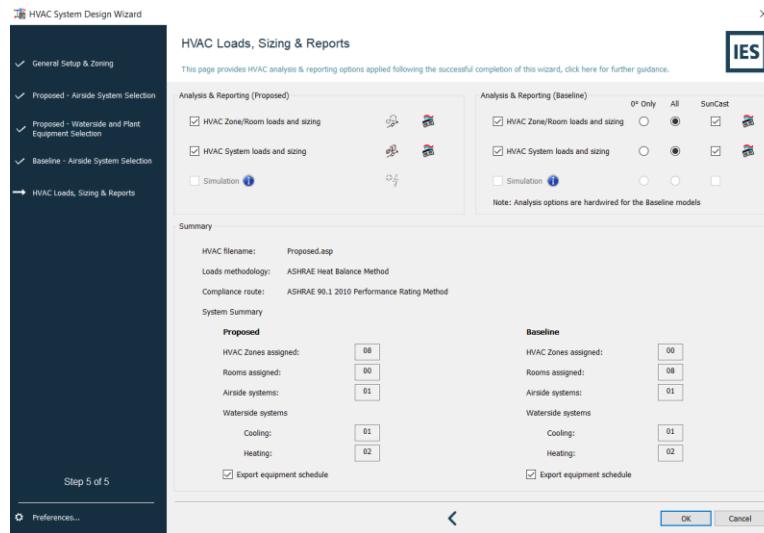 HVAC System Design Wizard
General Setup & Zoning
Proposed - Airside System Selection
Proposed - Waterside and Plant
Equipment Selection
Baseline - Airside System Selection
HVAC Loads, Sizing & Reports
Step 5 of 5
Preferences...
HVAC Loads, Sizing & Reports
IES
This page provides HVAC analysis & reporting options applied following the successful completion of this wizard, click here for further guidance.
Analysis & Reporting (Proposed)
HVAC Zone/Room loads and sizing
HVAC System loads and sizing
Simulation
Analysis & Reporting (Baseline)
0° Only All SunCast
HVAC Zone/Room loads and sizing
HVAC System loads and sizing
Simulation
Note: Analysis options are hardwired for the Baseline models
Summary
HVAC filename: Proposed.asp
Loads methodology: ASHRAE Heat Balance Method
Compliance route: ASHRAE 90.1 2010 Performance Rating Method
System Summary
Proposed
HVAC Zones assigned: 08
Rooms assigned: 00
Airside systems: 01
Waterside systems
Cooling: 01
Heating: 02
Export equipment schedule
Baseline
HVAC Zones assigned: 00
Rooms assigned: 08
Airside systems: 01
Waterside systems
Cooling: 01
Heating: 02
Export equipment schedule
OK Cancel